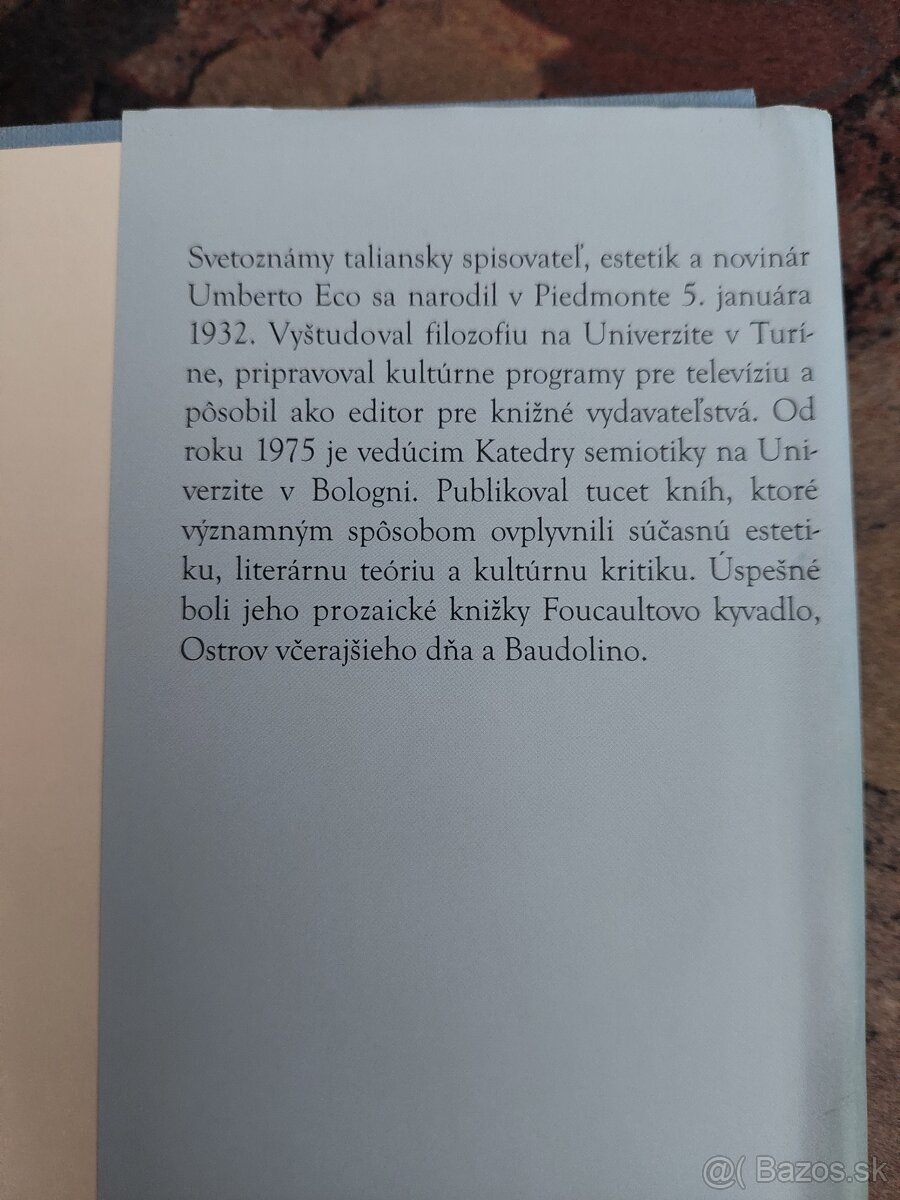 Svetoznámy taliansky spisovateľ, estetik a novinár
Umberto Eco sa narodil v Piedmonte 5. januára
1932. Vyštudoval filozofiu na Univerzite v Turí-
ne, pripravoval kultúrne programy pre televíziu a
pôsobil ako editor pre knižné vydavateľstvá. Od
roku 1975 je vedúcim Katedry semiotiky na Uni-
verzite v Bologni. Publikoval tucet kníh, ktoré
významným spôsobom ovplyvnili súčasnú esteti-
ku, literárnu teóriu a kultúrnu kritiku. Úspešné
boli jeho prozaické knižky Foucaultovo kyvadlo,
Ostrov včerajšieho dňa a Baudolino.
@( Bazos.sk